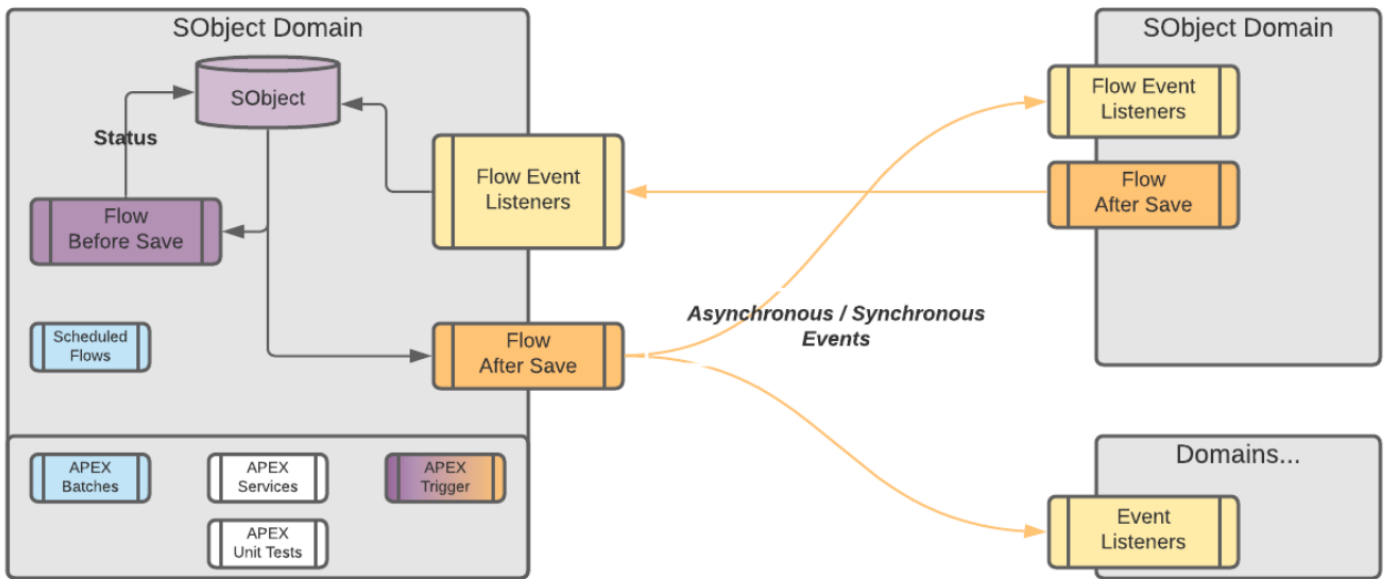 SObject Domain
SObject
Status
Flow
Before Save
Flow Event
Listeners
Scheduled
Flows
Flow
After Save
APEX
Batches
APEX
Services
APEX
Trigger
APEX
Unit Tests
Asynchronous / Synchronous
Events
SObject Domain
Flow Event
Listeners
Flow
After Save
Domains...
Event
Listeners